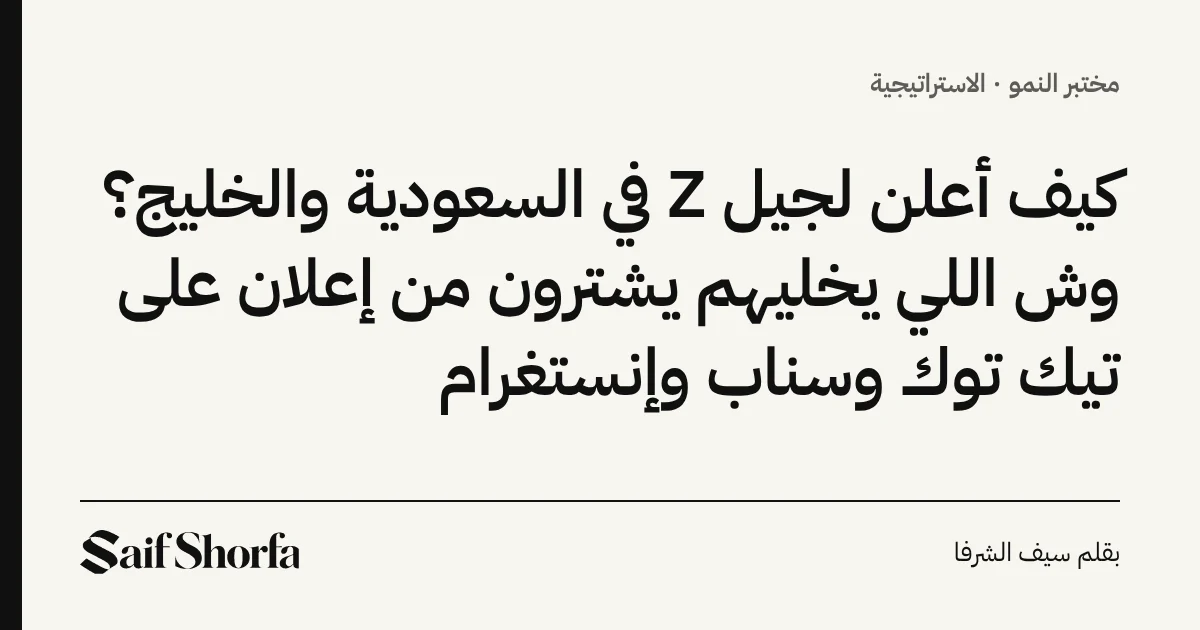 مختبر النمو · الاستراتيجية
كيف أعلن لجيل Z في السعودية والخليج؟
وش اللي يخليهم يشترون من إعلان على
تيك توك وسناب وإنستغرام
بقلم سيف الشرفا
Saif Shorfa